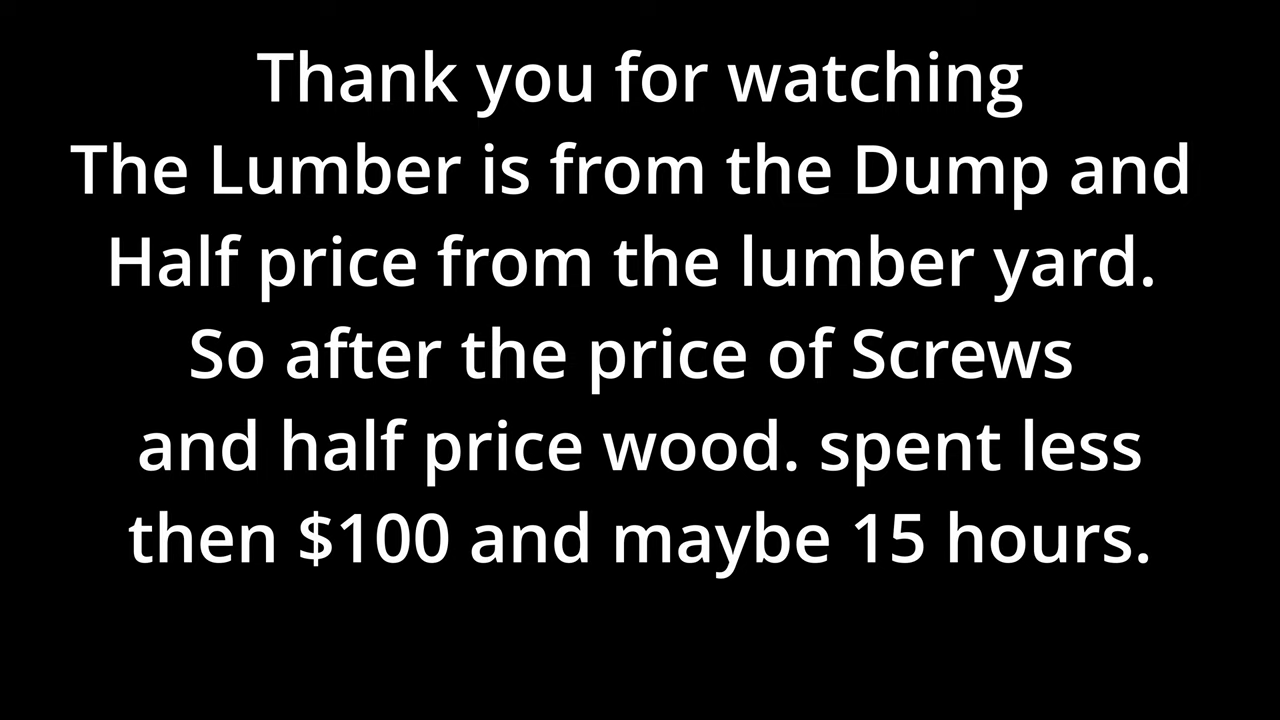 Thank you for watching
The Lumber is from the Dump and
Half price from the lumber yard.
So after the price of Screws
and half price wood. spent less
then $100 and maybe 15 hours.